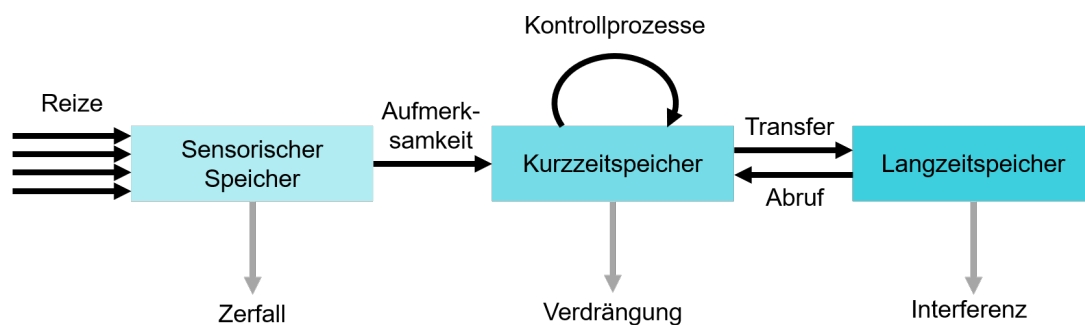 Kontrollprozesse
Reize
Aufmerk-
samkeit
Sensorischer
Speicher
Kurzzeitspeicher
Transfer
Abruf
Langzeitspeicher
Zerfall
Verdrängung
Interferenz